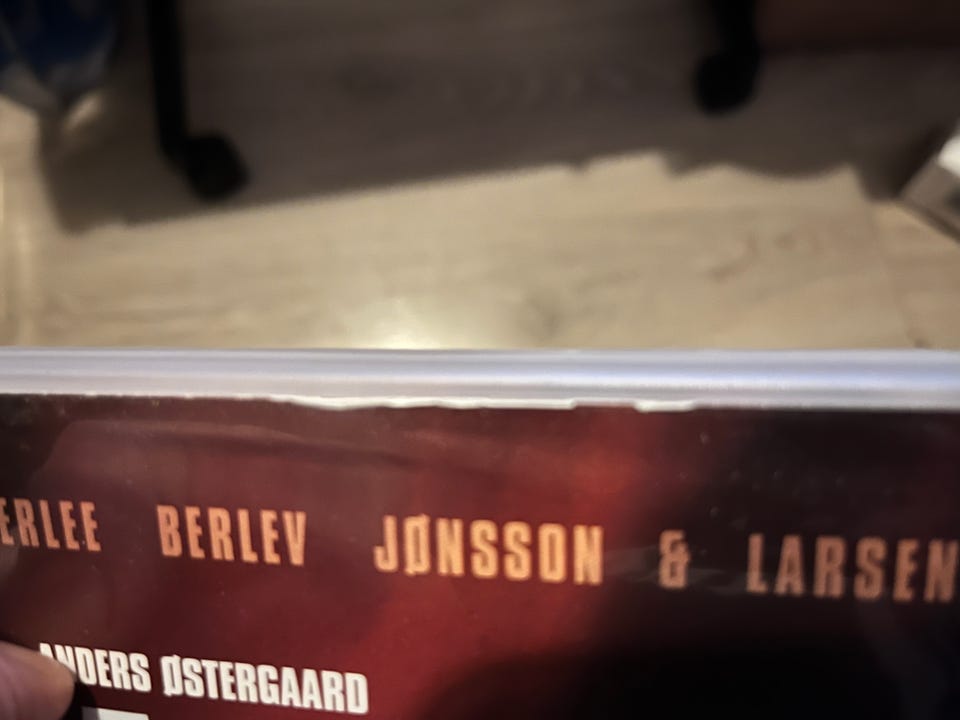 ERLEE BERLEV JØNSSON & LARSEN
ANDERS ØSTERGAARD